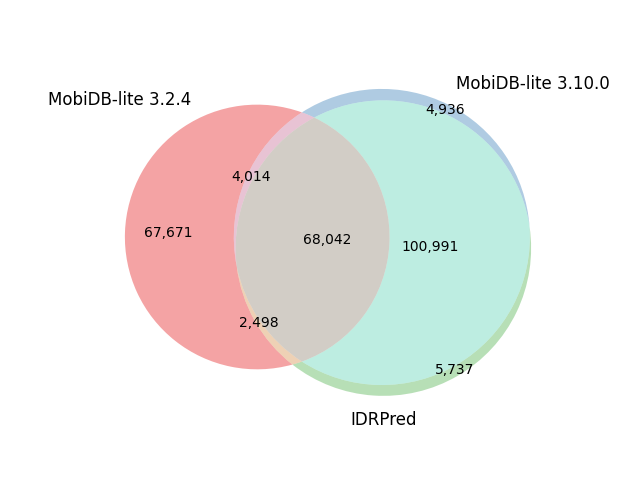 MobiDB-lite 3.10.0
MobiDB-lite 3.2.4
4,936
4,014
67,671
68,042
100,991
2,498
5,737
IDRPred